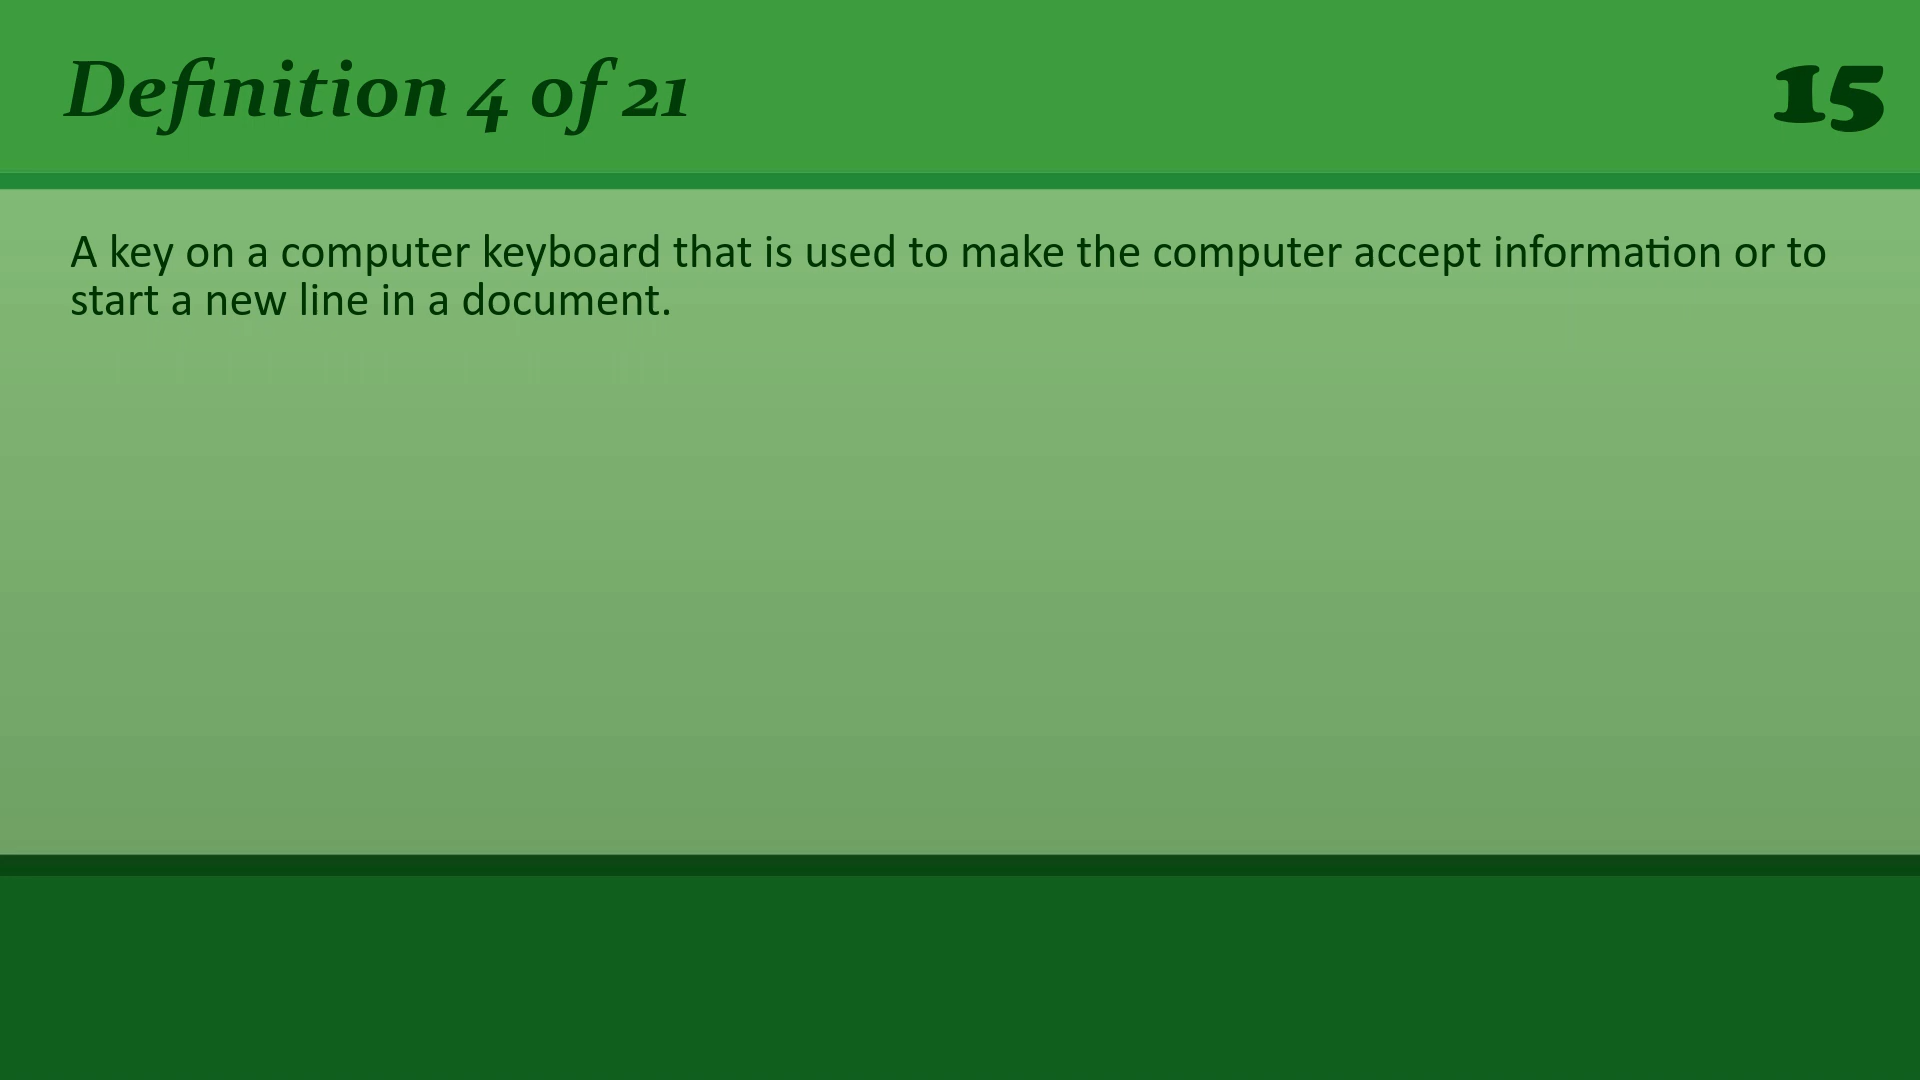 Definition 4 of 21
15
A key on a computer keyboard that is used to make the computer accept information or to
start a new line in a document.